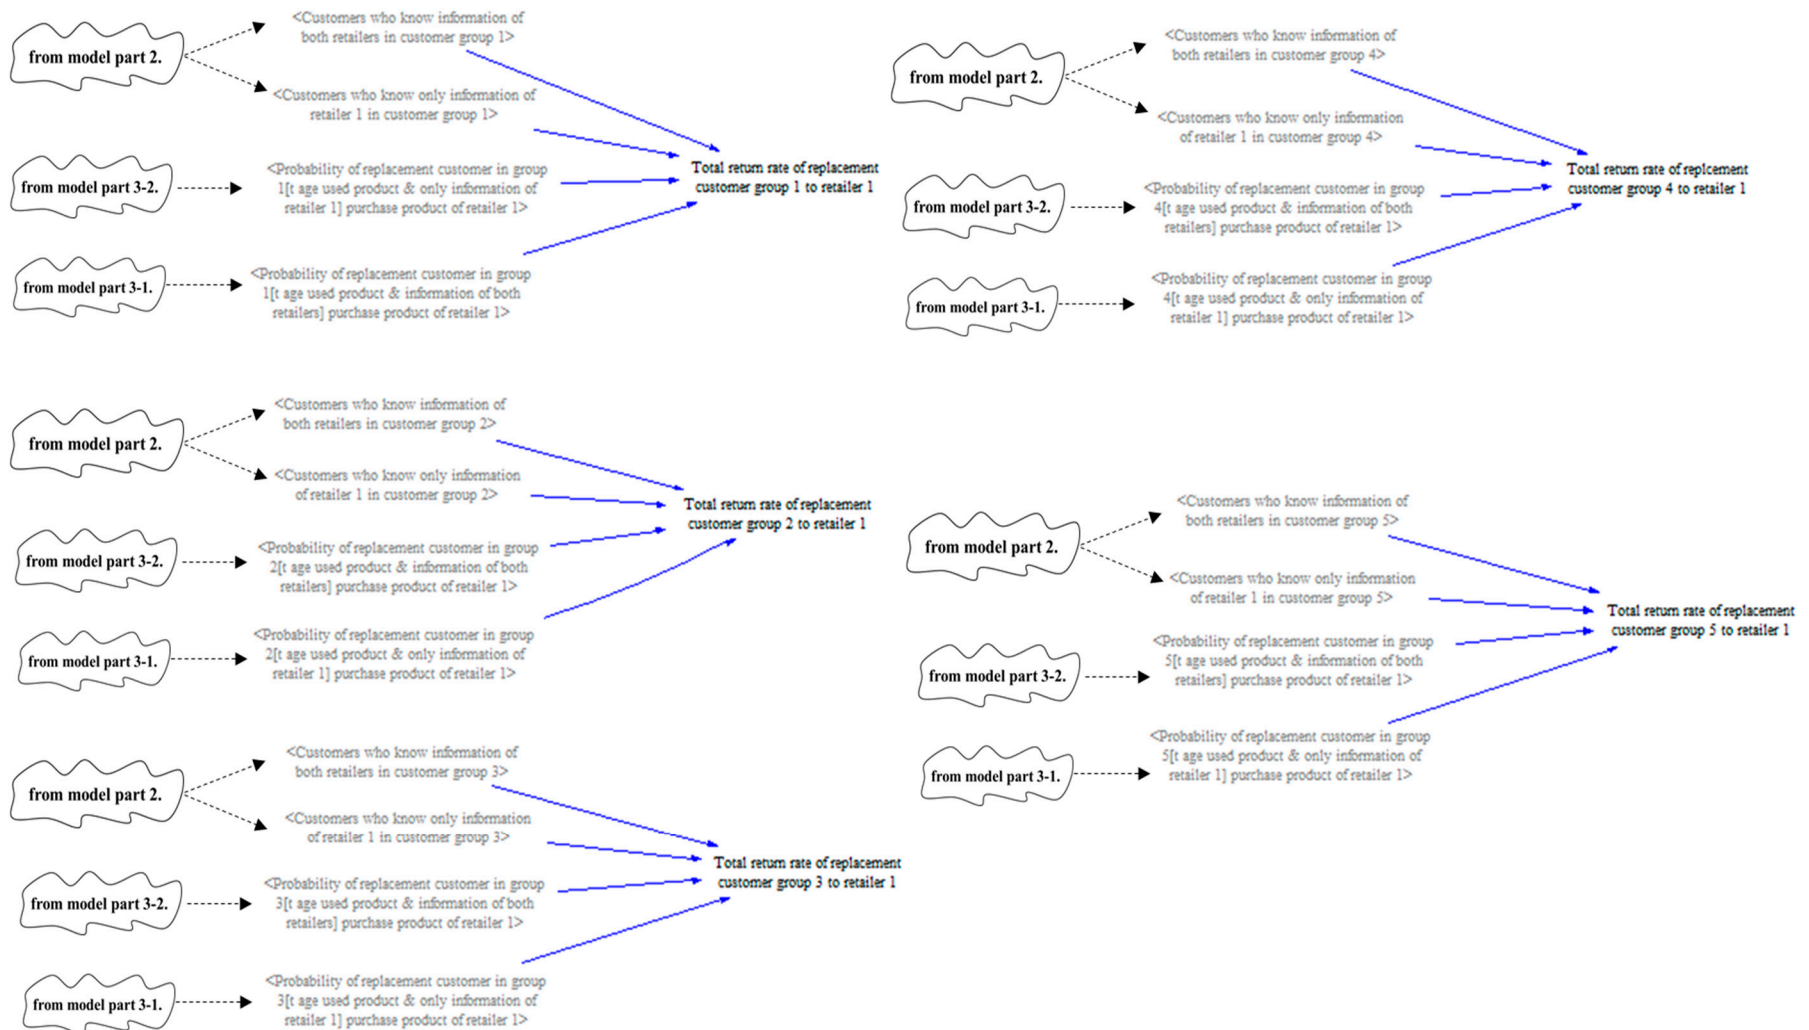 from model part 2.
<Customers who know information of
both retailers in customer group 1>
<Customers who know only information of
retailer 1 in customer group 1>
from model part 3-2.
<Probability of replacement customer in group
1[t age used product & only information of
retailer 1] purchase product of retailer 1>
from model part 3-1.
<Probability of replacement customer in group
1[t age used product & information of both
retailers] purchase product of retailer 1>
Total return rate of replacement
customer group 1 to retailer 1
from model part 2.
<Customers who know information of
both retailers in customer group 2>
<Customers who know only information
of retailer 1 in customer group 2>
from model part 3-2.
<Probability of replacement customer in group
2[t age used product & information of both
retailers] purchase product of retailer 1>
from model part 3-1.
<Probability of replacement customer in group
2[t age used product & only information of
retailer 1] purchase product of retailer 1>
Total return rate of replacement
customer group 2 to retailer 1
from model part 2.
<Customers who know information of
both retailers in customer group 3>
<Customers who know only information
of retailer 1 in customer group 3>
from model part 3-2.
<Probability of replacement customer in group
3[t age used product & information of both
retailers] purchase product of retailer 1>
from model part 3-1.
<Probability of replacement customer in group
3[t age used product & only information of
retailer 1] purchase product of retailer 1>
Total return rate of replacement
customer group 3 to retailer 1
from model part 2.
<Customers who know information of
both retailers in customer group 4>
<Customers who know only information
of retailer 1 in customer group 4>
from model part 3-2.
<Probability of replacement customer in group
4[t age used product & information of both
retailers] purchase product of retailer 1>
from model part 3-1.
<Probability of replacement customer in group
4[t age used product & only information of
retailer 1] purchase product of retailer 1>
Total return rate of replacement
customer group 4 to retailer 1
from model part 2.
<Customers who know information of
both retailers in customer group 5>
<Customers who know only information
of retailer 1 in customer group 5>
from model part 3-2.
<Probability of replacement customer in group
5[t age used product & information of both
retailers] purchase product of retailer 1>
from model part 3-1.
<Probability of replacement customer in group
5[t age used product & only information of
retailer 1] purchase product of retailer 1>
Total return rate of replacement
customer group 5 to retailer 1